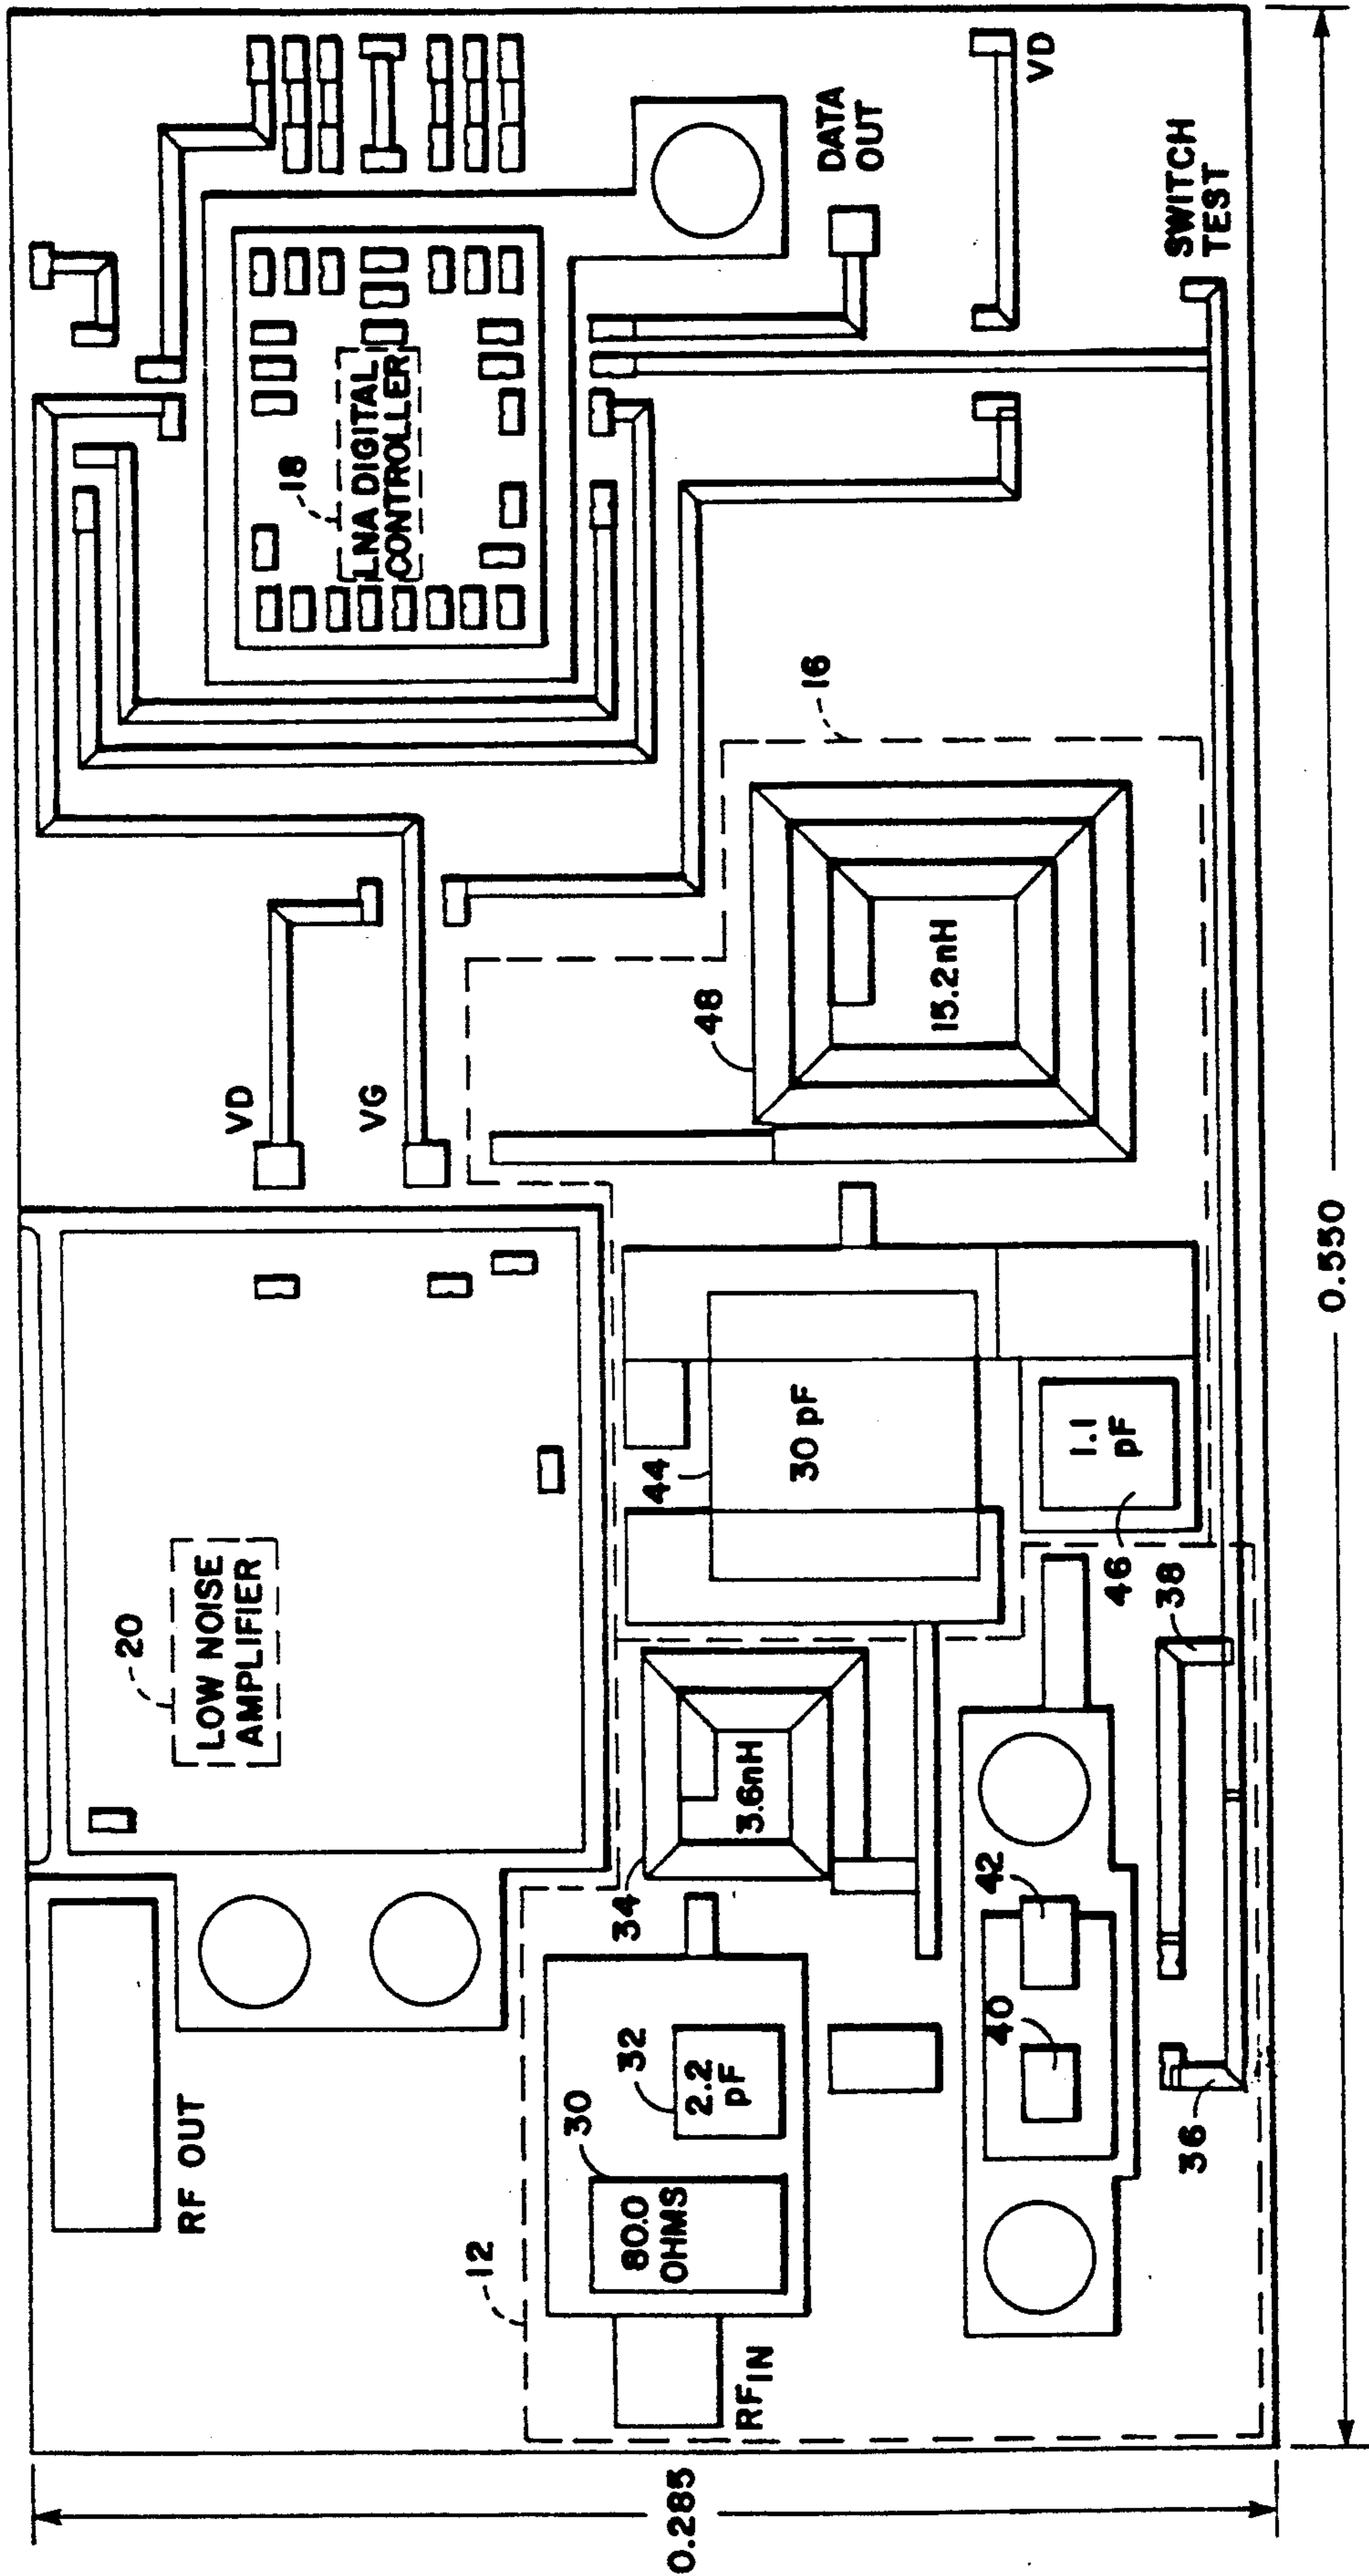 RF OUT
20
LOW NOISE
AMPLIFIER
VD
VG
18
LNA DIGITAL
CONTROLLER
12
RFIN
30
80.0
OHMS
32
2.2
pF
34
3.6nH
44
30 pF
48
15.2nH
16
DATA
OUT
VD
40
42
46
1.1
pF
36
38
SWITCH
TEST
0.285
0.550